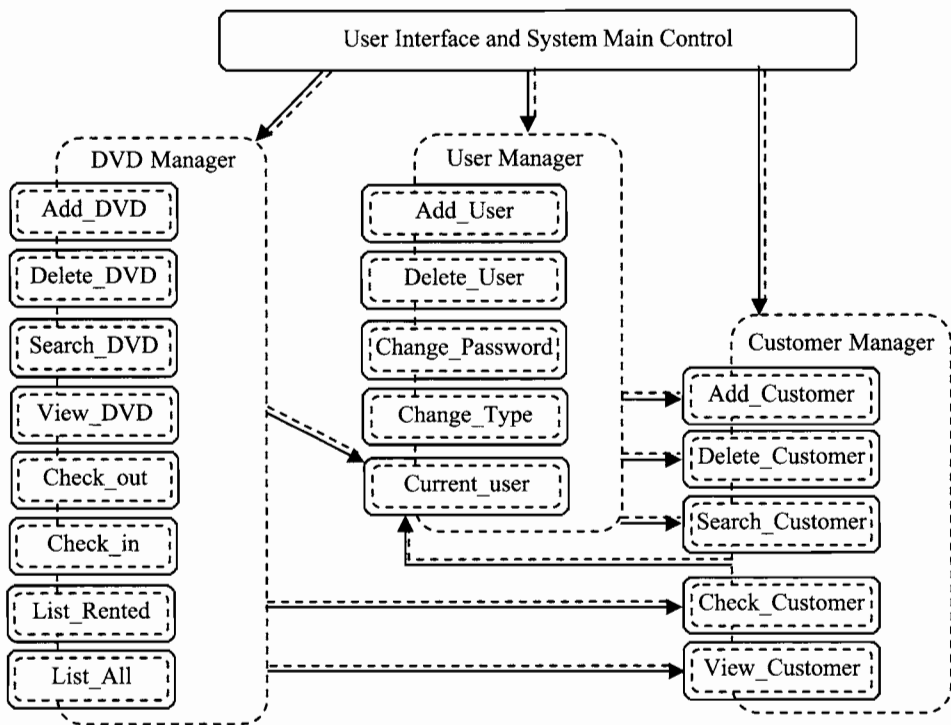 User Interface and System Main Control
DVD Manager
Add_DVD
Delete_DVD
Search_DVD
View_DVD
Check_out
Check_in
List_Rented
List_All
User Manager
Add_User
Delete_User
Change_Password
Change_Type
Current_user
Customer Manager
Add_Customer
Delete_Customer
Search_Customer
Check_Customer
View_Customer